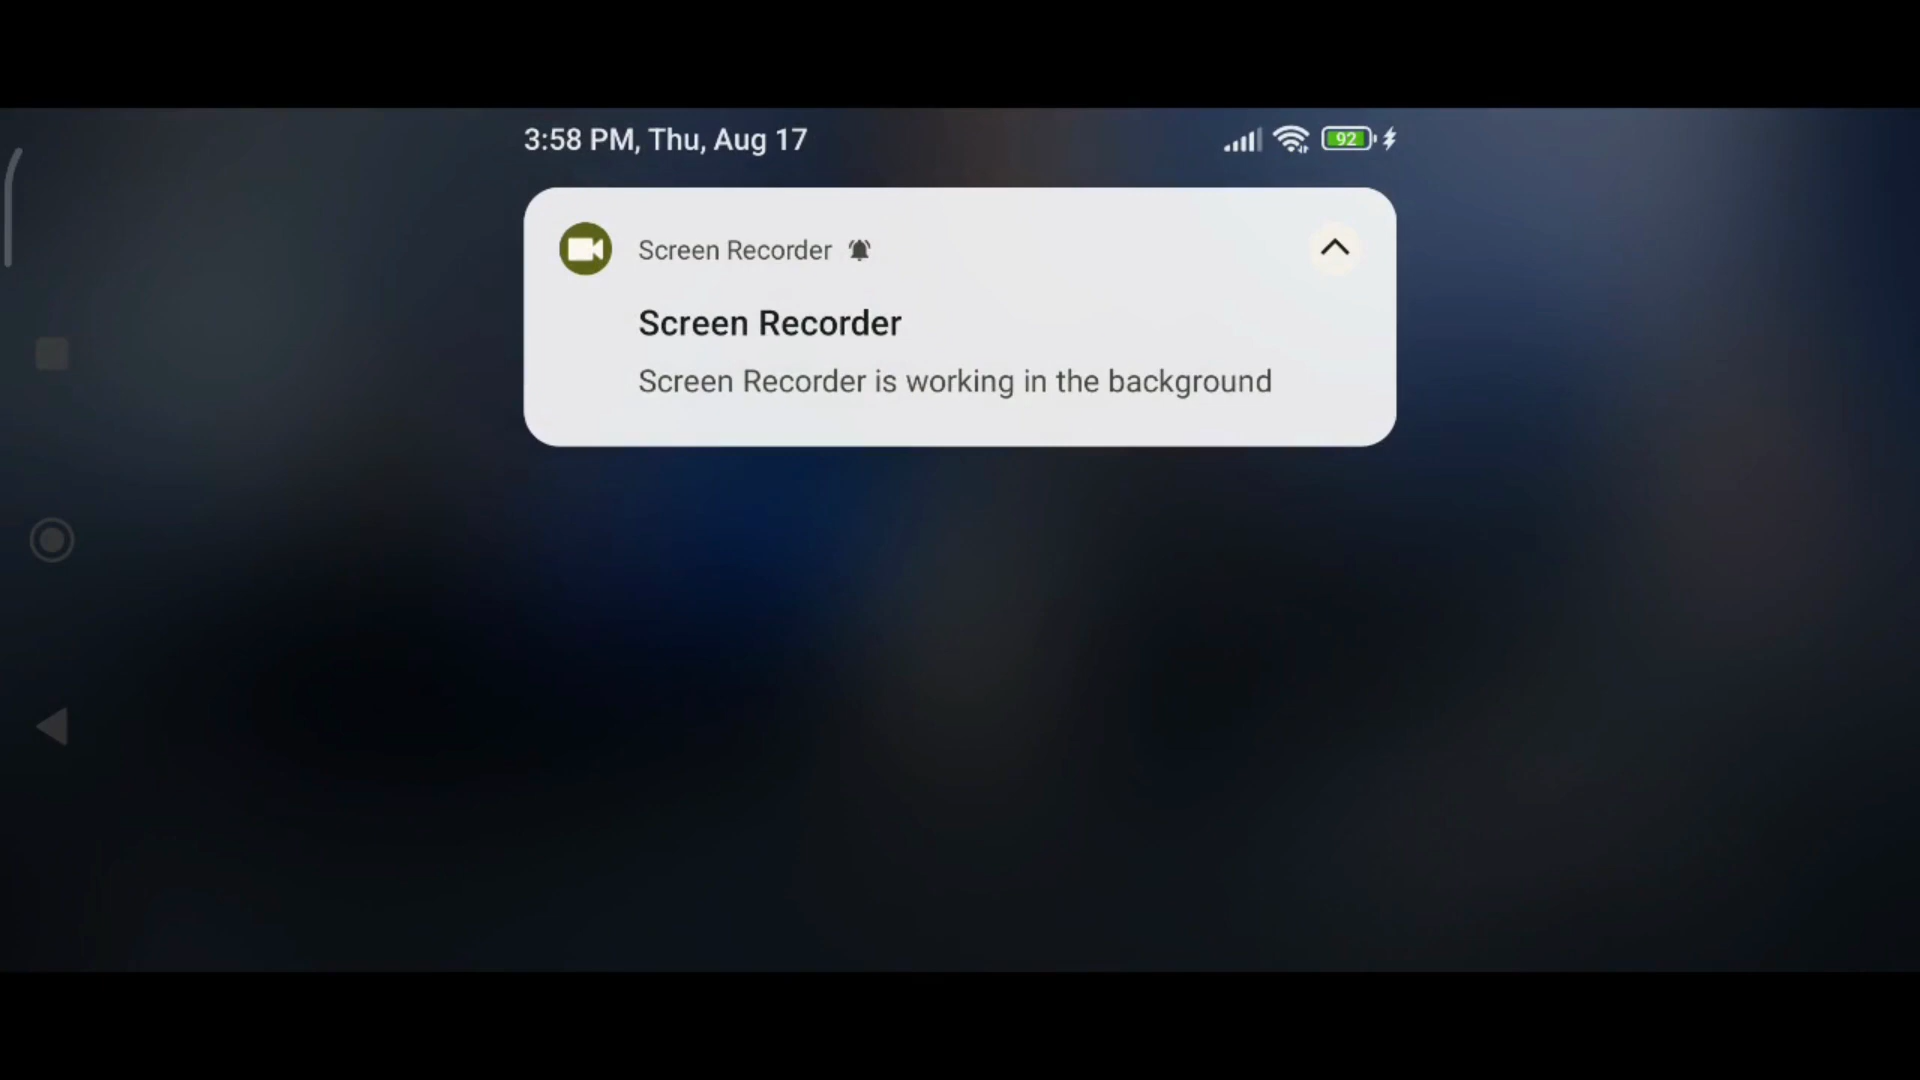 3:58 PM, Thu, Aug 17
92
Screen Recorder
Screen Recorder
Screen Recorder is working in the background